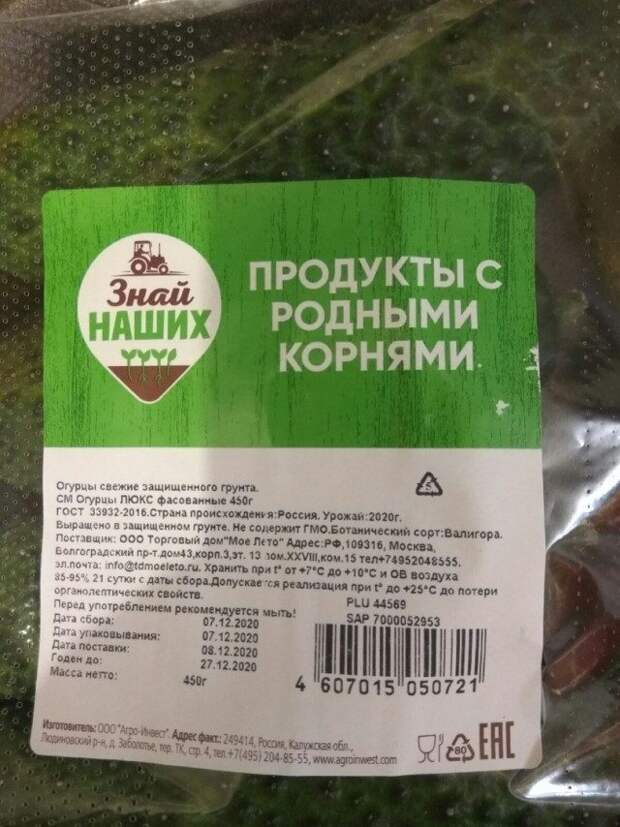 Знай
НАШИХ
ПРОДУКТЫ С
РОДНЫМИ
КОРНЯМИ
Огурцы свежие защищенного грунта.
СМ Огурцы ЛЮКС фасованные 450г
ГОСТ 33932-2016.Страна происхождения:Россия. Урожай:2020г.
Выращено в защищенном грунте. Не содержит ГМО.Ботанический сорт:Валигора.
Поставщик: ООО Торговый дом"Мое Лето" Адрес:РФ,109316, Москва,
Волгоградский пр-т.дом43,корп.3,эт. 13 пом.XXVIII,ком.15 тел+74952048555.
эл.почта: info@tdmoeleto.ru. Хранить при t° от +7°С до +10°С и ОВ воздуха
85-95% 21 сутки с даты сбора.Допускается реализация при t° до +25°С до потери
органолептических свойств.
Перед употреблением рекомендуется мыть!
PLU 44569
Дата сбора: 07.12.2020
SAP 7000052953
Дата упаковывания: 07.12.2020
Дата поставки: 08.12.2020
Годен до: 27.12.2020
Масса нетто: 450г
4 607015 050721
Изготовитель: ООО "Агро-Инвест". Адрес факт.: 249414, Россия, Калужская обл.,
Людиновский р-н, д. Заболотье, тер. ТК, стр. 4, тел.+7(495) 204-85-55, www.agroinwest.com
80
EAC